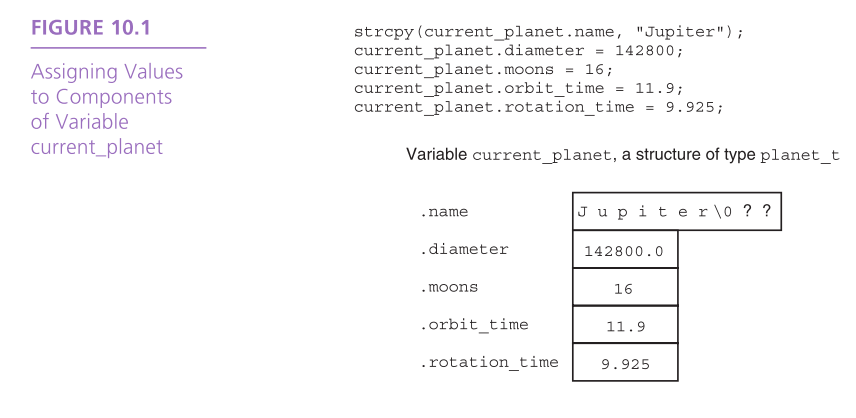 FIGURE 10.1
Assigning Values
to Components
of Variable
current_planet
strcpy(current_planet.name, "Jupiter");
current_planet.diameter = 142800;
current_planet.moons = 16;
current_planet.orbit_time = 11.9;
current_planet.rotation_time = 9.925;
Variable current_planet, a structure of type planet_t
.name J u p i t e r \0 ? ?
.diameter 142800.0
.moons 16
.orbit_time 11.9
.rotation_time 9.925